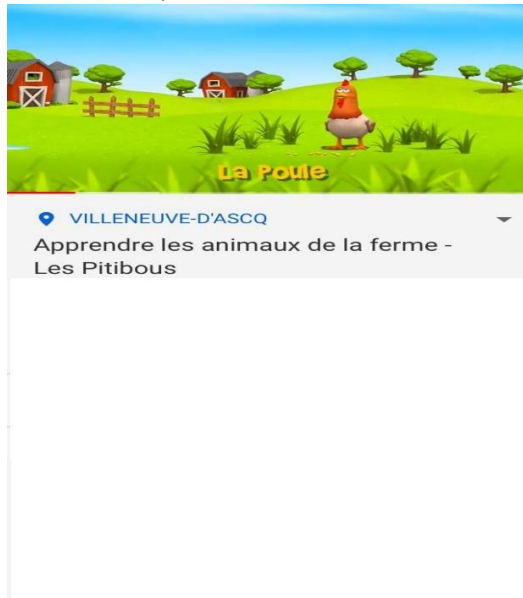 La Poule
VILLENEUVE-D'ASCQ
Apprendre les animaux de la ferme -
Les Pitibous